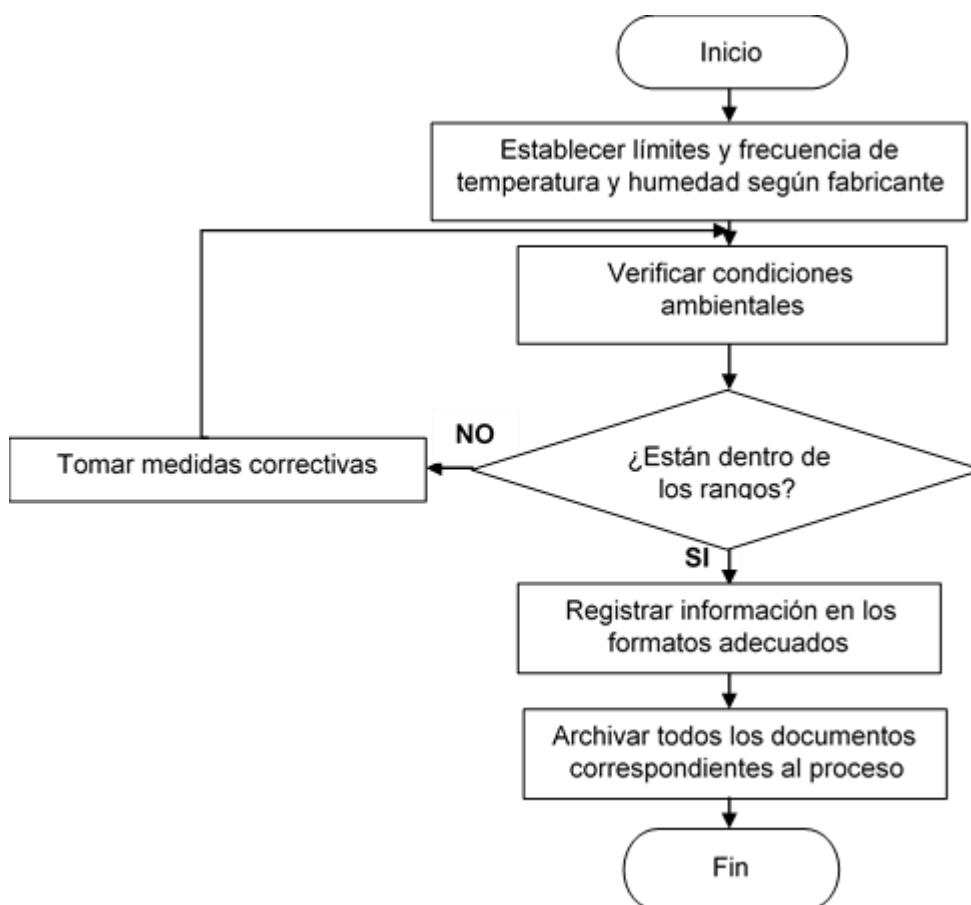 Inicio
Establecer límites y frecuencia de
temperatura y humedad según fabricante
Verificar condiciones
ambientales
NO
Tomar medidas correctivas
¿Están dentro de
los rangos?
SI
Registrar información en los
formatos adecuados
Archivar todos los documentos
correspondientes al proceso
Fin